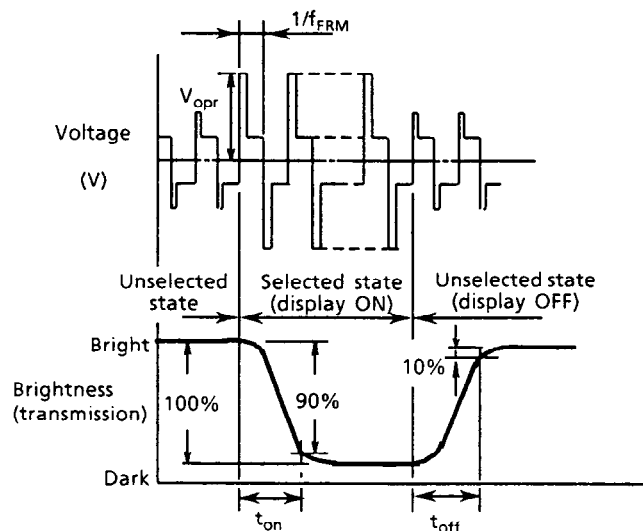 1/fFRM
Vopr
Voltage
(V)
Unselected
state
Selected state
(display ON)
Unselected state
(display OFF)
Bright
Brightness
(transmission)
100%
90%
10%
Dark
ton
toff